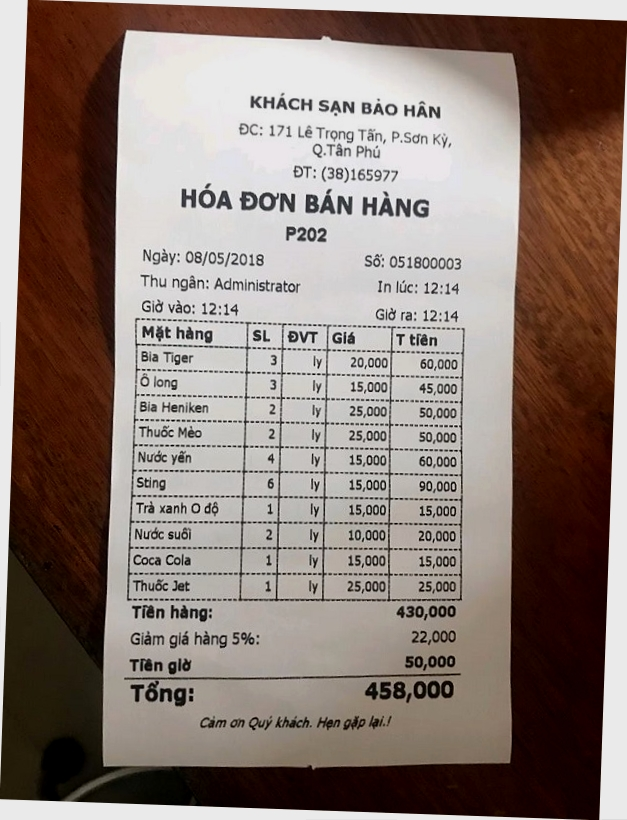 KHÁCH SẠN BẢO HÂN
ĐC: 171 Lê Trọng Tấn, P.Sơn Kỳ,
Q.Tân Phú
ĐT: (38)165977
HÓA ĐƠN BÁN HÀNG
P202
Ngày: 08/05/2018 Số: 051800003
Thu ngân: Administrator In lúc: 12:14
Giờ vào: 12:14 Giờ ra: 12:14
Mặt hàng SL ĐVT Giá T tiền
Bia Tiger 3 ly 20,000 60,000
Ô long 3 ly 15,000 45,000
Bia Heniken 2 ly 25,000 50,000
Thuốc Mèo 2 ly 25,000 50,000
Nước yến 4 ly 15,000 60,000
Sting 6 ly 15,000 90,000
Trà xanh O độ 1 ly 15,000 15,000
Nước suối 2 ly 10,000 20,000
Coca Cola 1 ly 15,000 15,000
Thuốc Jet 1 ly 25,000 25,000
Tiền hàng: 430,000
Giảm giá hàng 5%: 22,000
Tiền giờ 50,000
Tổng: 458,000
Cảm ơn Quý khách. Hẹn gặp lại.!